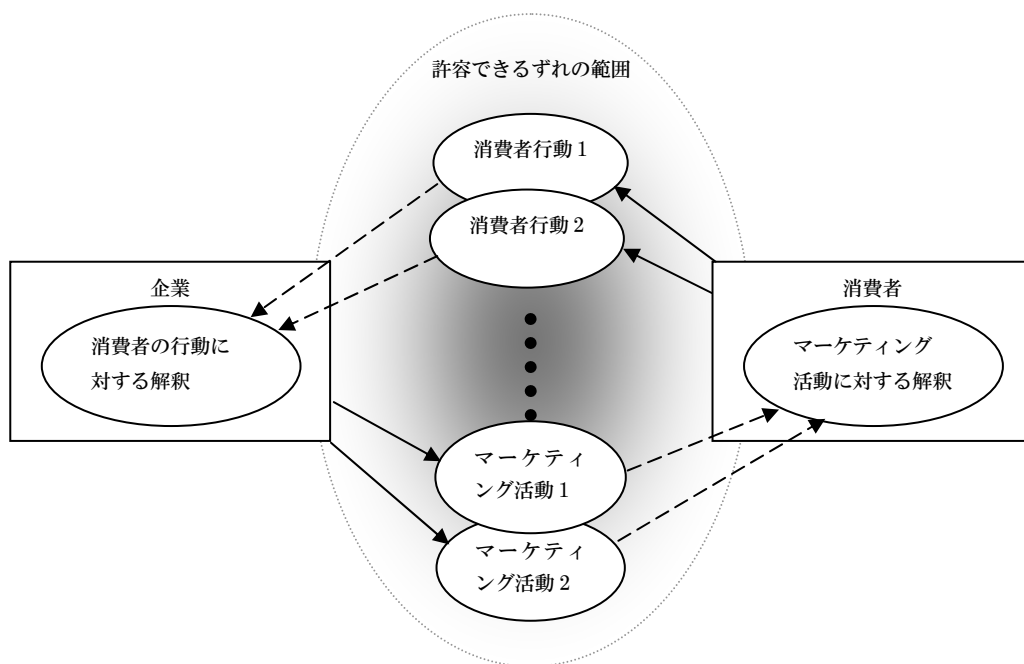 許容できるずれの範囲
消費者行動１
消費者行動２
企業
消費者の行動に
対する解釈
消費者
マーケティング
活動に対する解釈
マーケティ
ング活動１
マーケティ
ング活動２